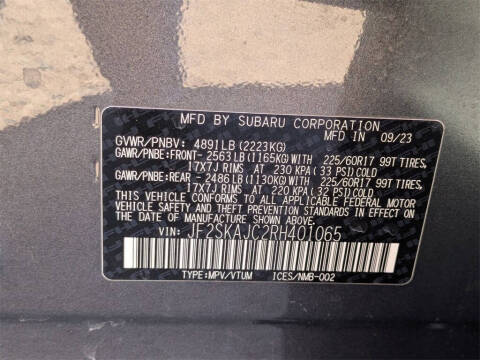 MFD BY SUBARU CORPORATION
MFD IN 09/23
GVWR/PNBV: 4891LB(2223KG)
GAWR/PNBE:FRONT- 2563LB(1165KG) WITH 225/60R17 99T TIRES.
17X7J RIMS AT 230 KPA(33 PSI)COLD
GAWR/PNBE:REAR - 2486LB(1130KG) WITH 225/60R17 99T TIRES.
17X7J RIMS AT 220 KPA(32 PSI)COLD
THIS VEHICLE CONFORMS TO ALL APPLICABLE FEDERAL MOTOR
VEHICLE SAFETY, BUMPER, AND THEFT PREVENTION STANDARDS IN EFFECT ON THE
DATE OF MANUFACTURE SHOWN ABOVE.
VIN: JF2SKAJC2RH401065
TYPE:MPV/VTUM ICES/NMB-002